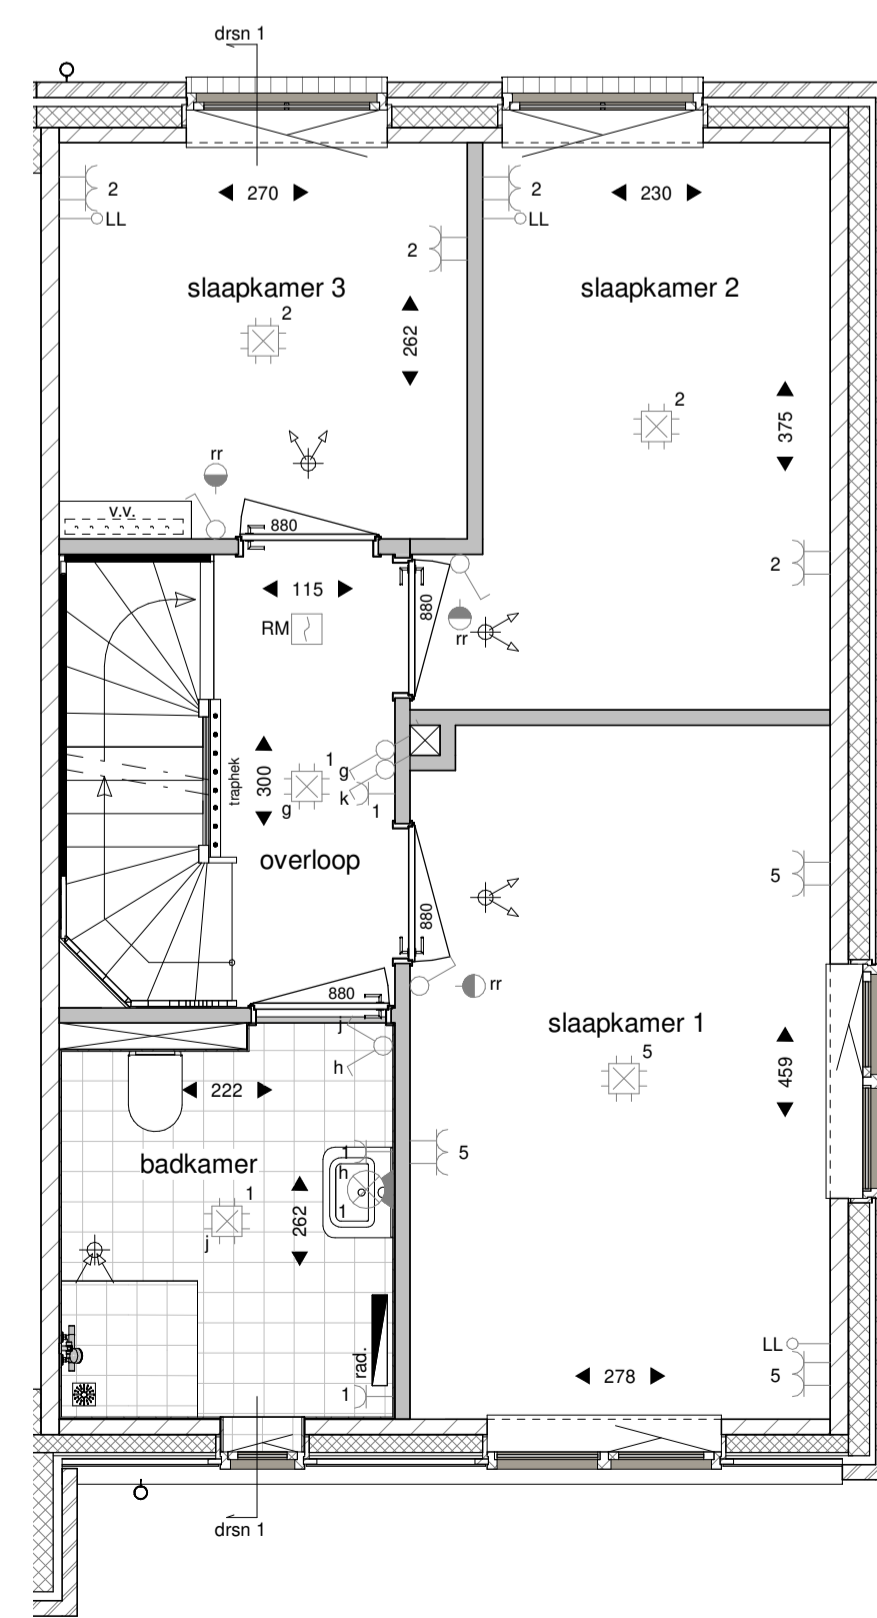 drsn 1
2
270
2
230
LL
LL
2
slaapkamer 3
slaapkamer 2
2
262
2
375
rr
v.v.
880
2
115
880
RM
rr
traphek
300
1
g
g
k
1
overloop
5
880
880
rr
j
slaapkamer 1
h
5
459
222
1
5
badkamer
h
1
1
262
j
LL
rad.
278
5
1
drsn 1